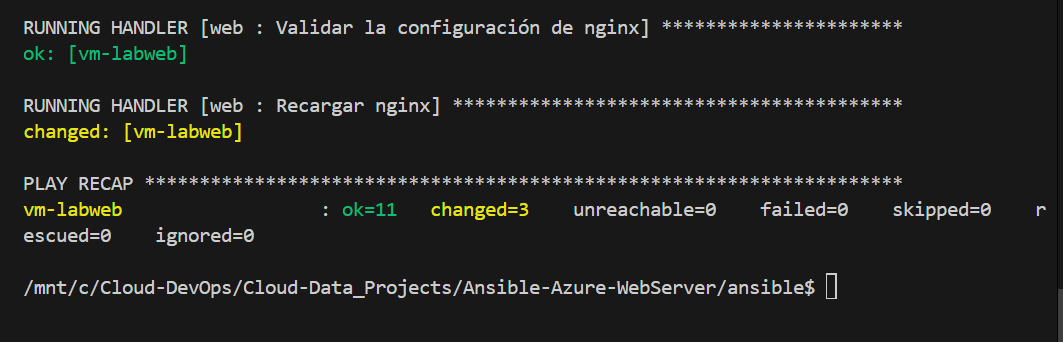 RUNNING HANDLER [web : Validar la configuración de nginx] **********************
ok: [vm-labweb]
RUNNING HANDLER [web : Recargar nginx] *****************************************
changed: [vm-labweb]
PLAY RECAP *********************************************************************
vm-labweb : ok=11 changed=3 unreachable=0 failed=0 skipped=0 r
escued=0 ignored=0
/mnt/c/Cloud-DevOps/Cloud-Data_Projects/Ansible-Azure-WebServer/ansible$